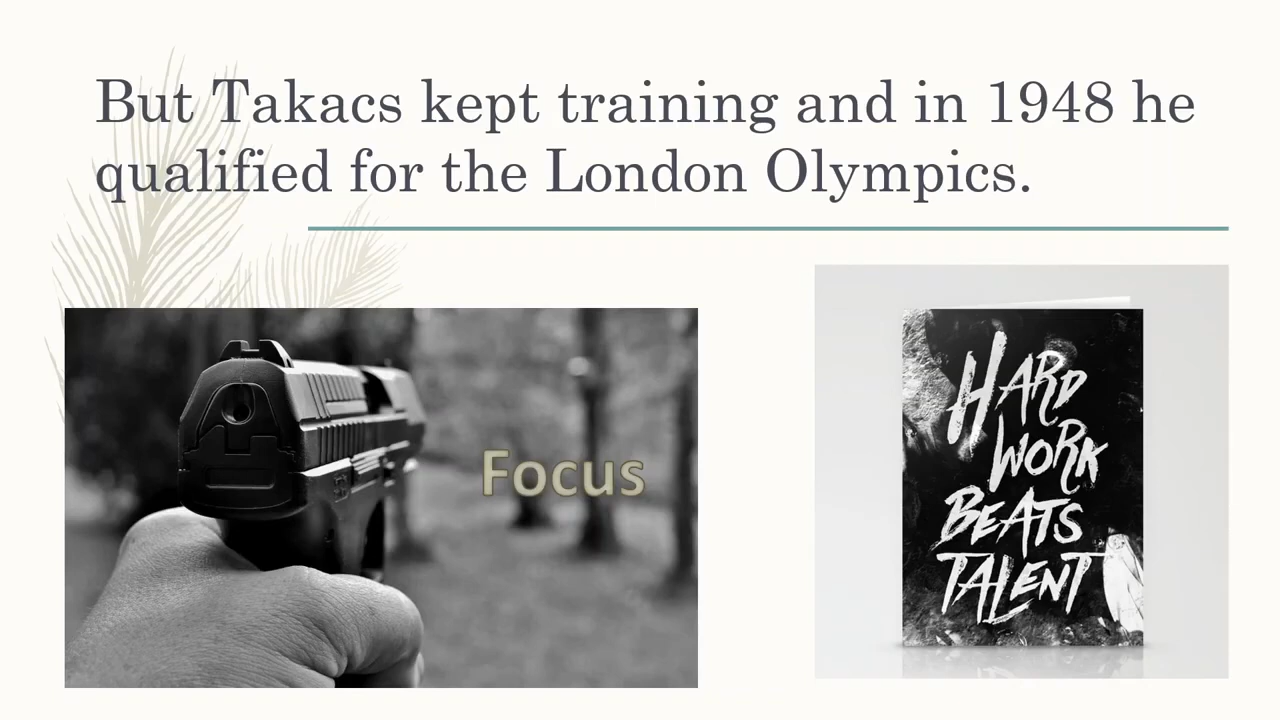 But Takacs kept training and in 1948 he
qualified for the London Olympics.
Focus
HARD
WORK
BEATS
TALENT